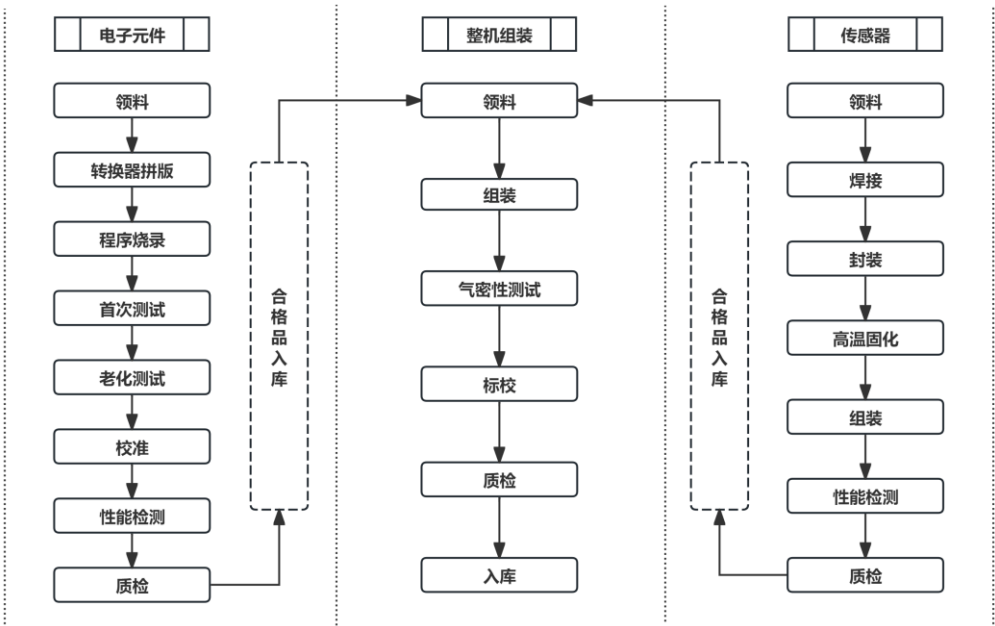 电子元件
领料
转换器拼版
程序烧录
首次测试
老化测试
校准
性能检测
质检
合格品入库
整机组装
领料
组装
气密性测试
标校
质检
入库
合格品入库
传感器
领料
焊接
封装
高温固化
组装
性能检测
质检